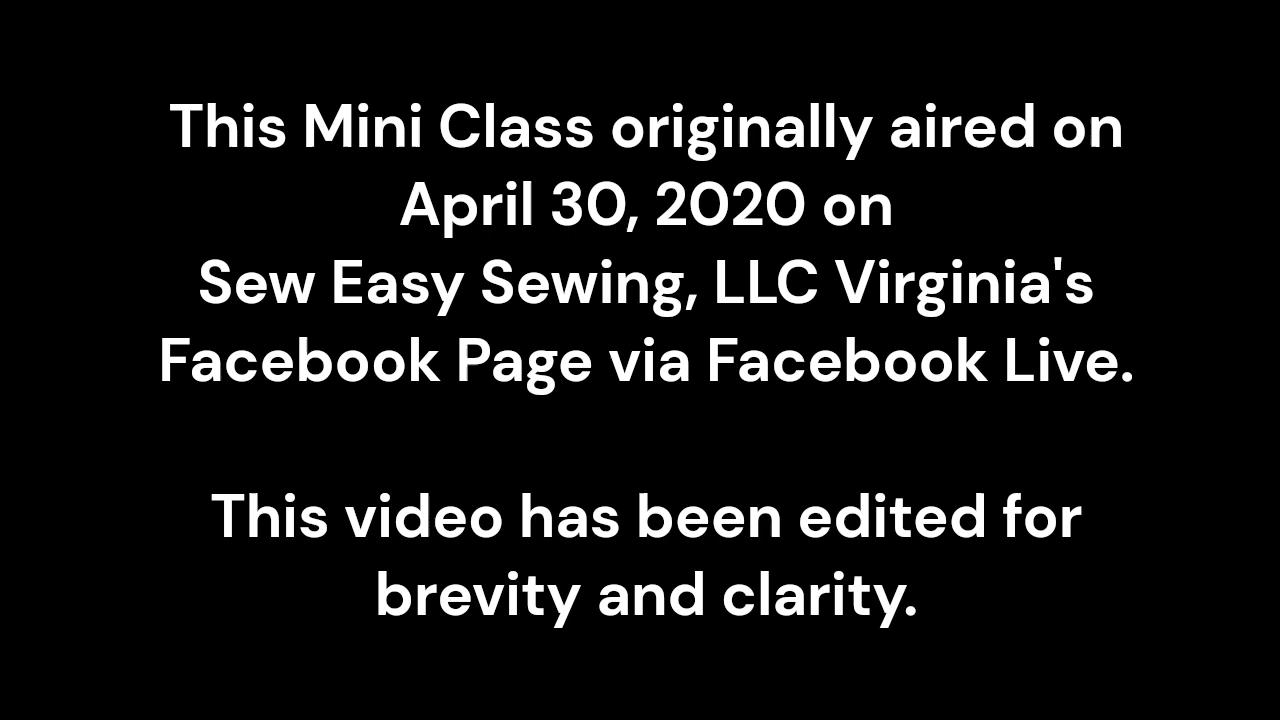 This Mini Class originally aired on
April 30, 2020 on
Sew Easy Sewing, LLC Virginia's
Facebook Page via Facebook Live.
This video has been edited for
brevity and clarity.